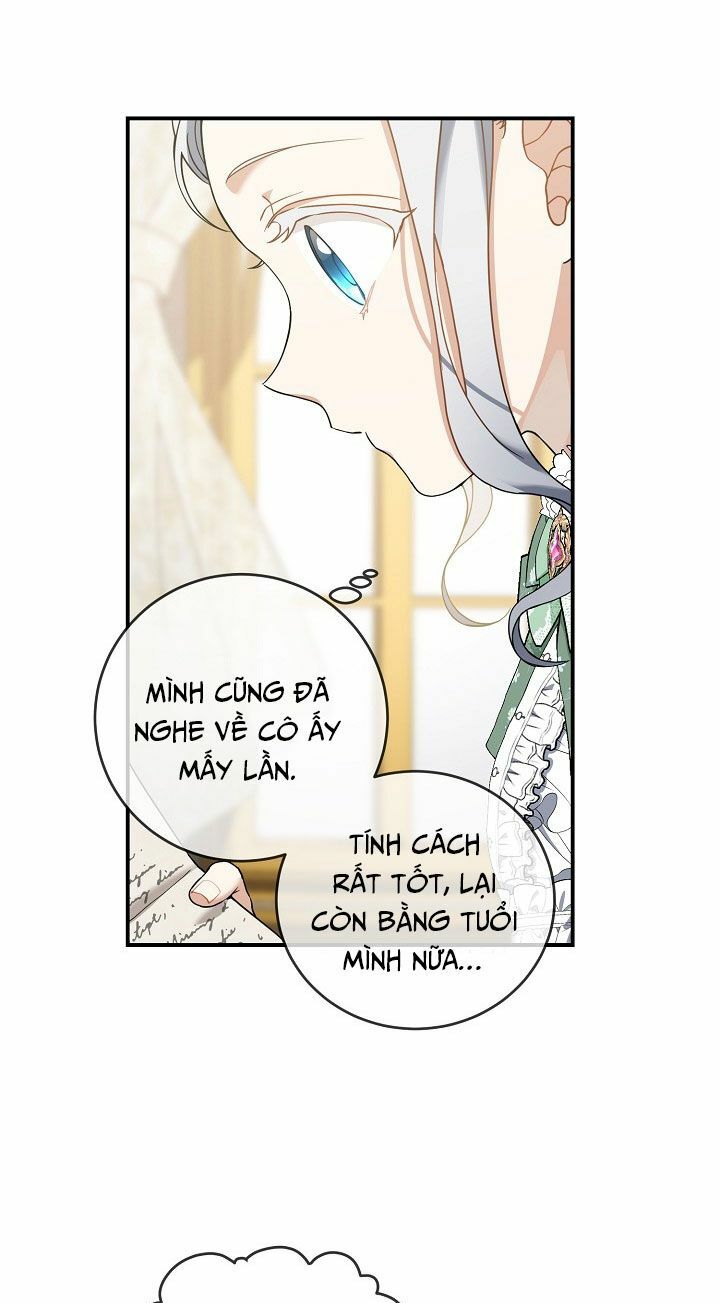 MÌNH CŨNG ĐÃ
NGHE VỀ CÔ ẤY
MẤY LẦN.
TÍNH CÁCH
RẤT TỐT, LẠI
CÒN BẰNG TUỔI
MÌNH NỮA...